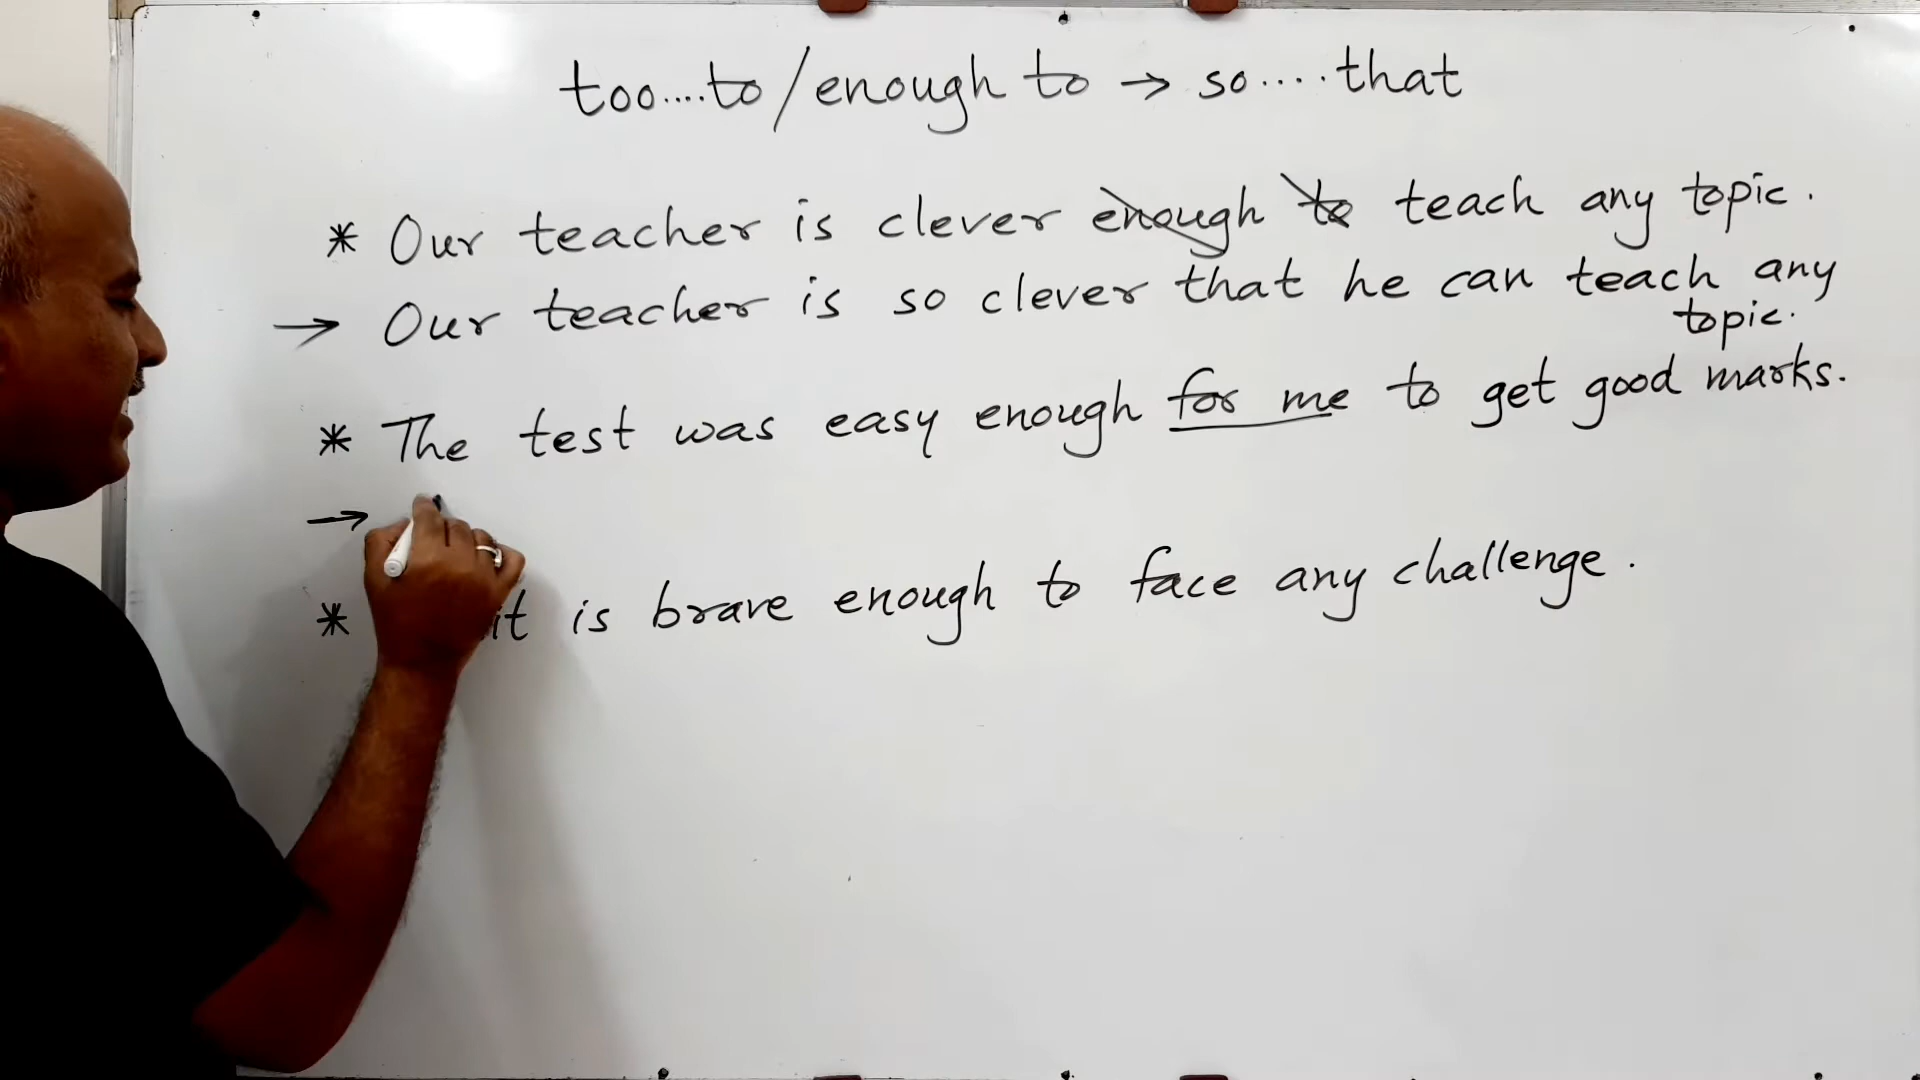 too....to/enough to → so....that
* Our teacher is clever enough to teach any topic.
→ Our teacher is so clever that he can teach any
topic.
* The test was easy enough for me to get good marks.
→
* is brave enough to face any challenge.